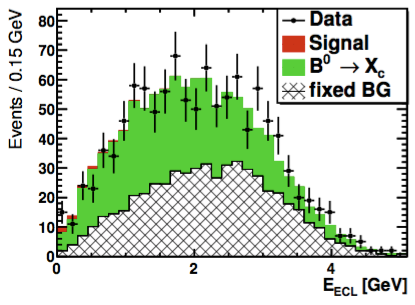 Events / 0.15 GeV
80
70
60
50
40
30
20
10
0
0
2
4
E_ECL [GeV]
Data
Signal
B⁰ → X_c
fixed BG